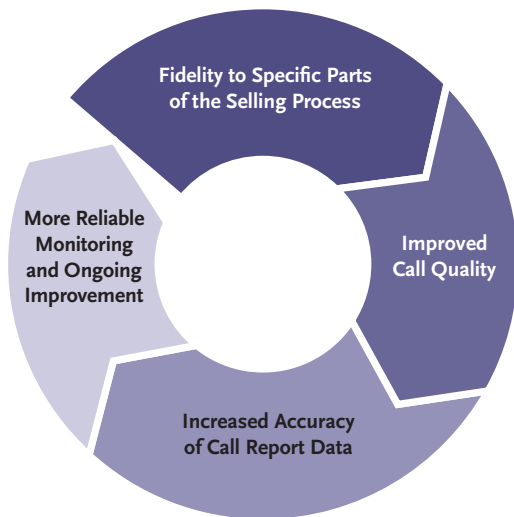 Fidelity to Specific Parts
of the Selling Process
Improved
Call Quality
Increased Accuracy
of Call Report Data
More Reliable
Monitoring
and Ongoing
Improvement